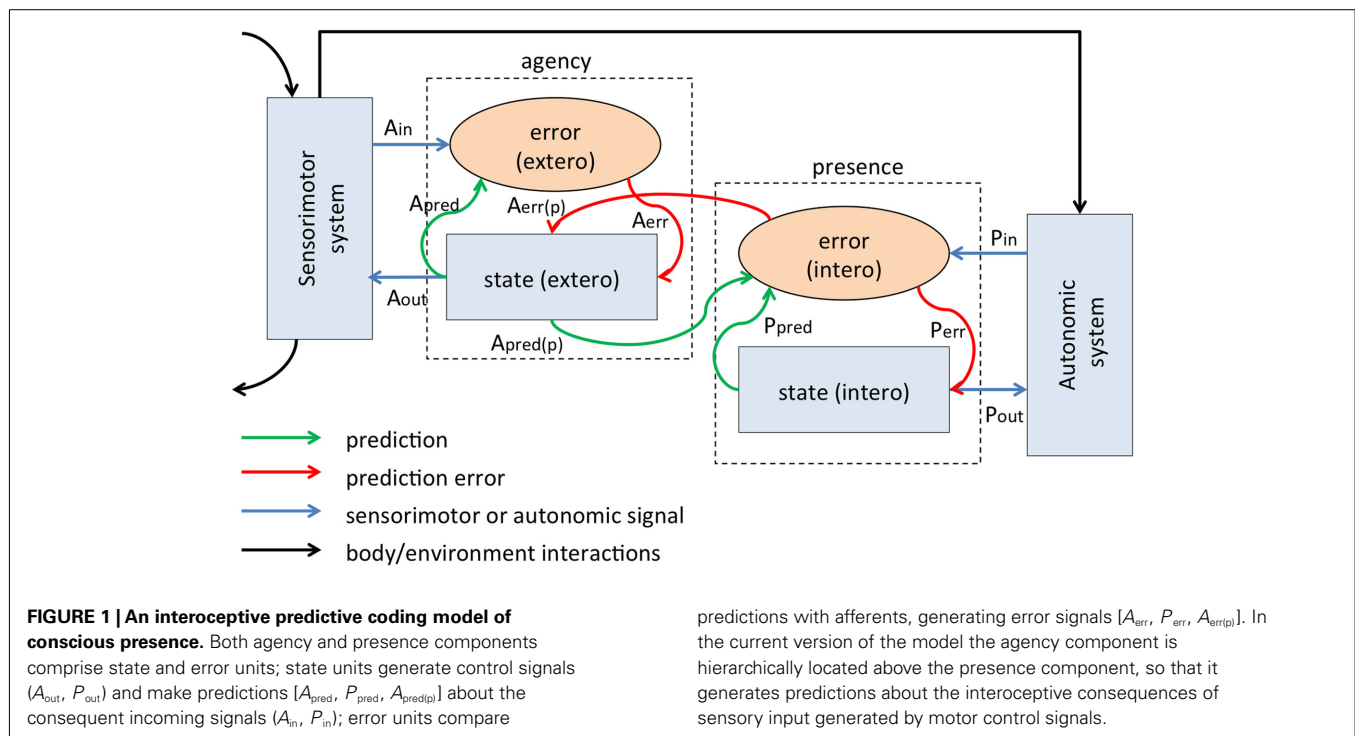 agency
Sensorimotor
system
Ain
error
(extero)
Apred
Aerr(p)
Aerr
state (extero)
Aout
Apred(p)
presence
error
(intero)
Pin
Ppred
Perr
state (intero)
Pout
Autonomic
system
prediction
prediction error
sensorimotor or autonomic signal
body/environment interactions
FIGURE 1 | An interoceptive predictive coding model of
conscious presence. Both agency and presence components
comprise state and error units; state units generate control signals
(Aout, Pout) and make predictions [Apred, Ppred, Apred(p)] about the
consequent incoming signals (Ain, Pin); error units compare
predictions with afferents, generating error signals [Aerr, Perr, Aerr(p)]. In
the current version of the model the agency component is
hierarchically located above the presence component, so that it
generates predictions about the interoceptive consequences of
sensory input generated by motor control signals.